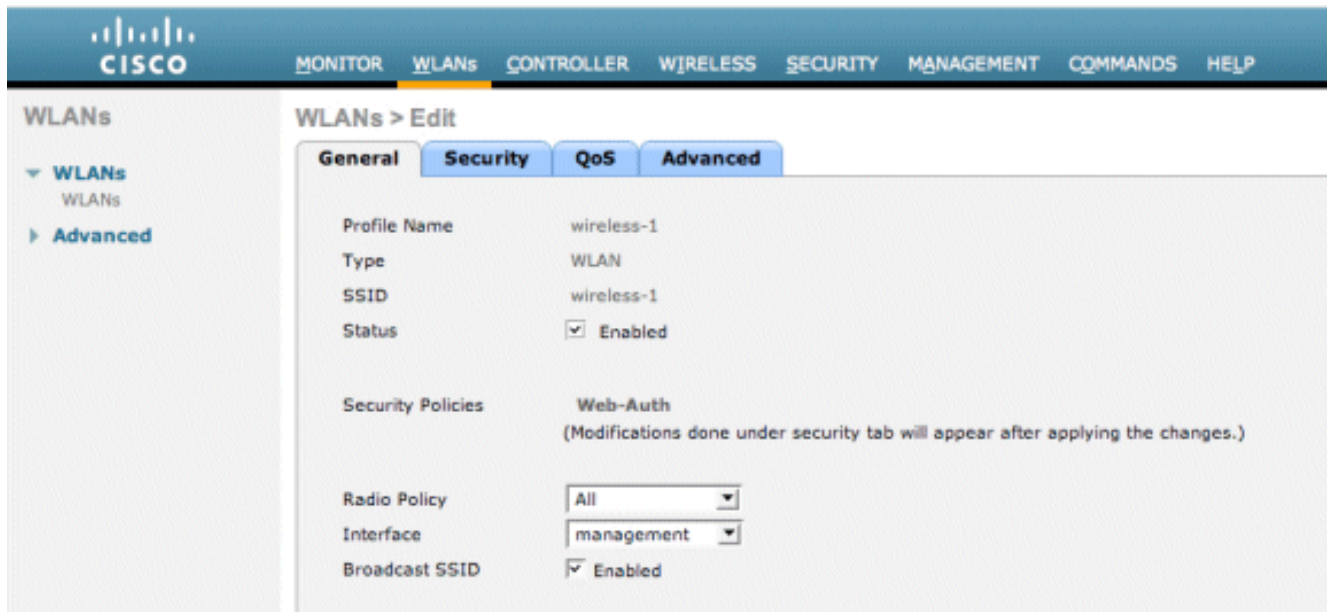 CISCO
MONITOR WLANs CONTROLLER WIRELESS SECURITY MANAGEMENT COMMANDS HELP
WLANs
WLANs
WLANs
Advanced
WLANs > Edit
General Security QoS Advanced
Profile Name wireless-1
Type WLAN
SSID wireless-1
Status Enabled
Security Policies Web-Auth
(Modifications done under security tab will appear after applying the changes.)
Radio Policy All
Interface management
Broadcast SSID Enabled